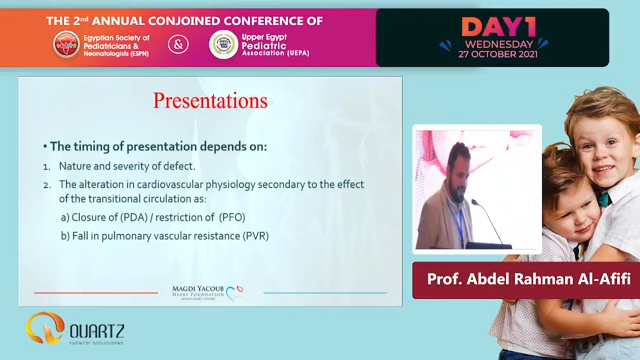 THE 2nd ANNUAL CONJOINED CONFERENCE OF
Egyptian Society of
Pediatricians &
Neonatologists (ESPN)
&
Upper Egypt
Pediatric
Association (UEPA)
DAY1
WEDNESDAY
27 OCTOBER 2021
Presentations
• The timing of presentation depends on:
1. Nature and severity of defect.
2. The alteration in cardiovascular physiology secondary to the effect
of the transitional circulation as:
a) Closure of (PDA) / restriction of (PFO)
b) Fall in pulmonary vascular resistance (PVR)
MAGDI YACOUB
HEART FOUNDATION
Prof. Abdel Rahman Al-Afifi
QUARTZ